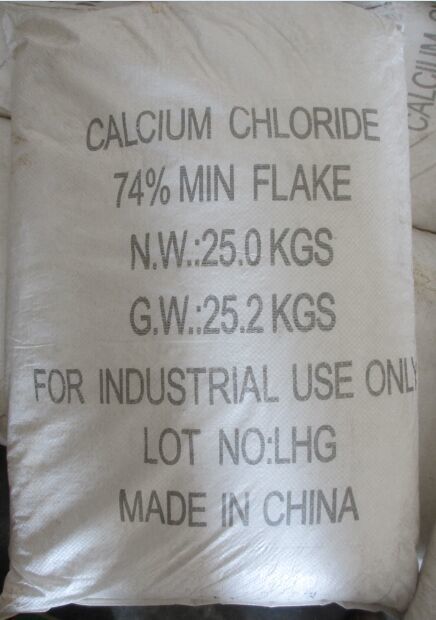 CALCIUM CHLORIDE
74% MIN FLAKE
N.W.:25.0 KGS
G.W.:25.2 KGS
FOR INDUSTRIAL USE ONLY
LOT NO:LHG
MADE IN CHINA
CALCIUM